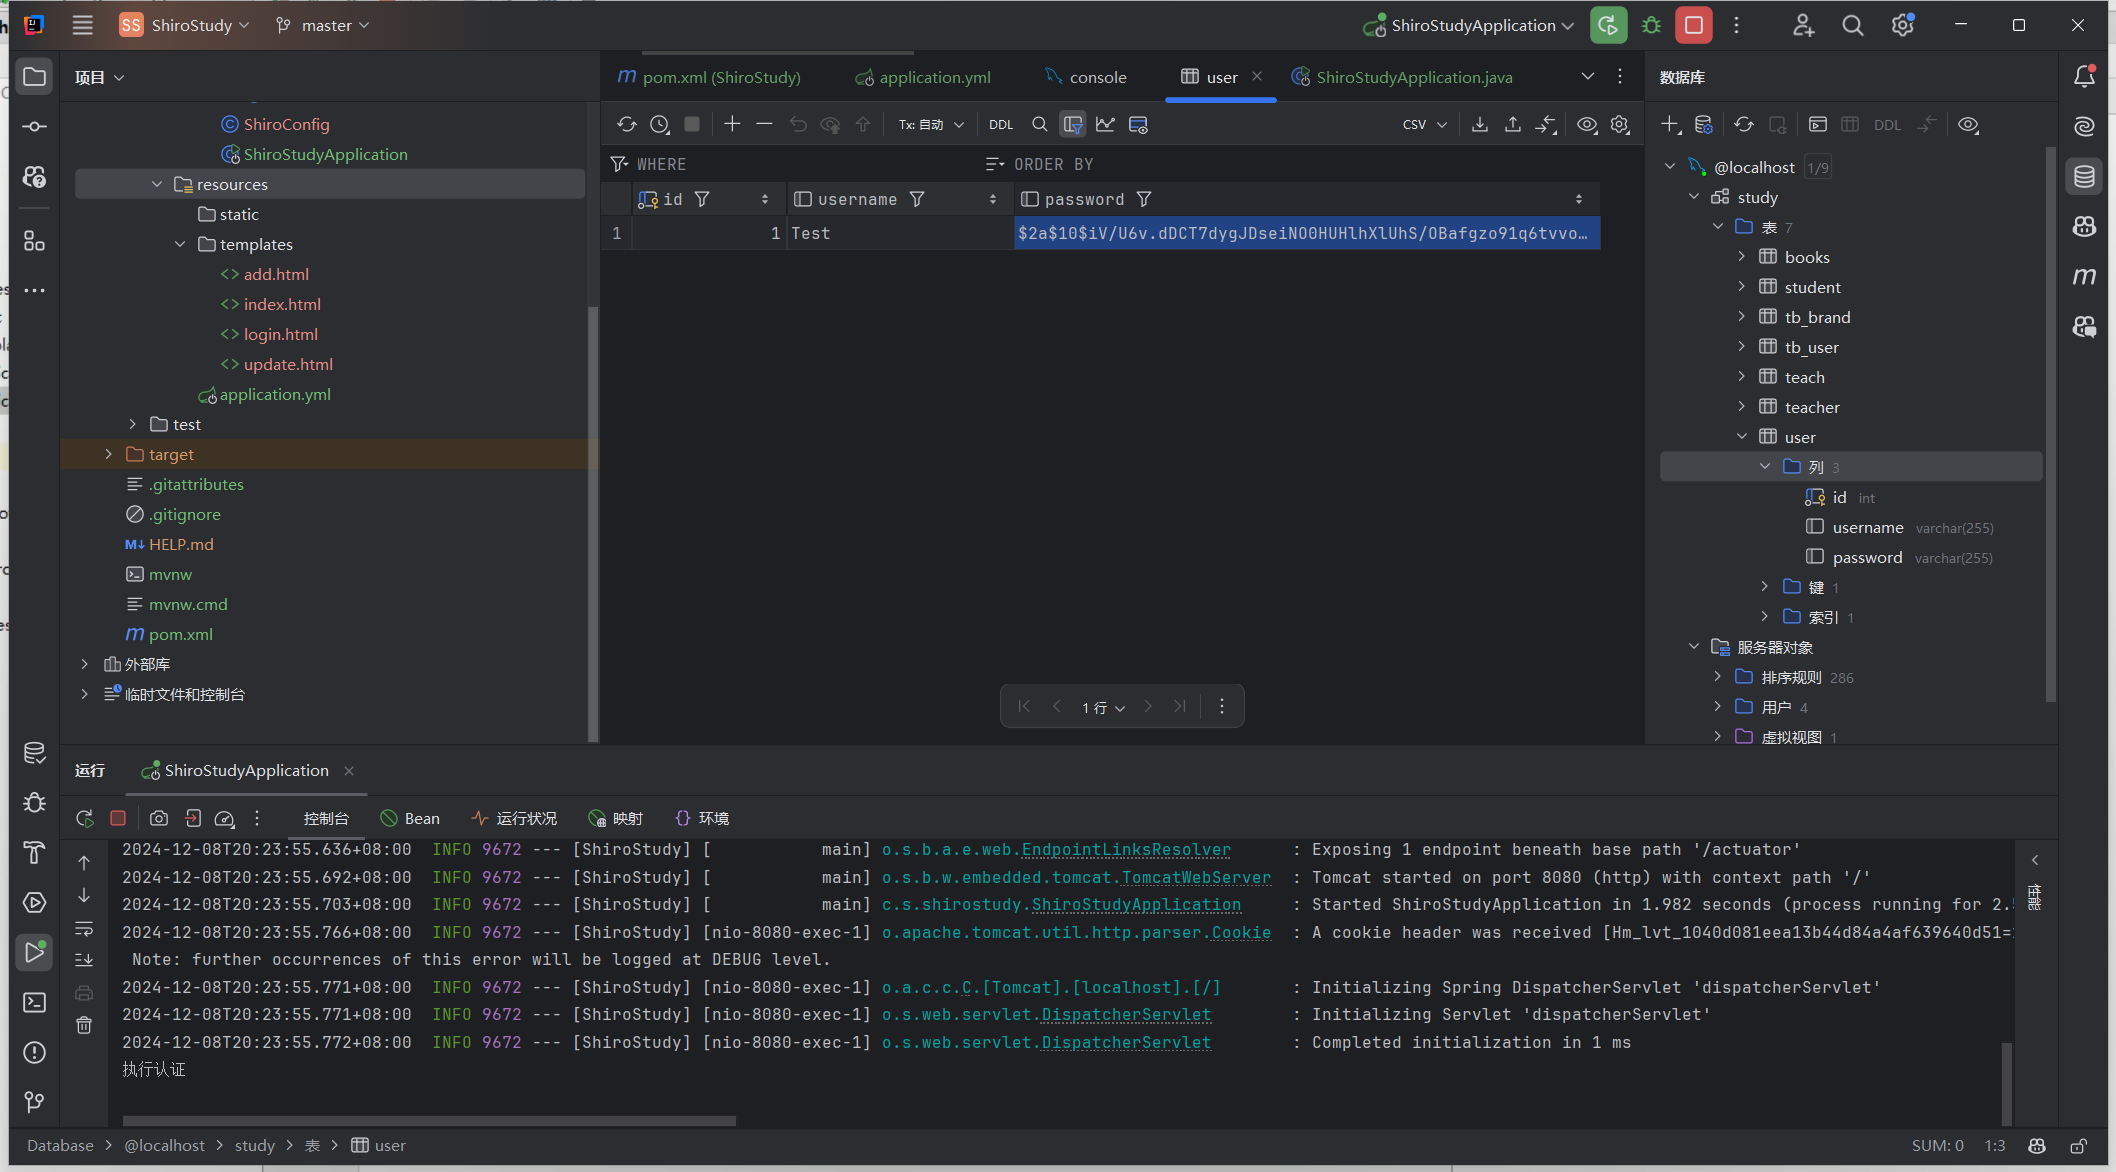 SS ShiroStudy master ShiroStudyApplication
项目
ShiroConfig
ShiroStudyApplication
resources
static
templates
add.html
index.html
login.html
update.html
application.yml
test
target
.gitattributes
.gitignore
HELP.md
mvnw
mvnw.cmd
pom.xml
外部库
临时文件和控制台
pom.xml (ShiroStudy) application.yml console user ShiroStudyApplication.java
Tx: 自动 DDL CSV
WHERE ORDER BY
id username password
1 1 Test $2a$10$iV/U6v.dDCT7dygJDseiNO0HUHlhXlUhS/OBafgzo91q6tvvo…
1 行
数据库
DDL
@localhost 1/9
study
表 7
books
student
tb_brand
tb_user
teach
teacher
user
列 3
id int
username varchar(255)
password varchar(255)
键 1
索引 1
服务器对象
排序规则 286
用户 4
虚拟视图 1
运行 ShiroStudyApplication
控制台 Bean 运行状况 映射 环境
2024-12-08T20:23:55.636+08:00 INFO 9672 --- [ShiroStudy] [ main] o.s.b.a.e.web.EndpointLinksResolver : Exposing 1 endpoint beneath base path '/actuator'
2024-12-08T20:23:55.692+08:00 INFO 9672 --- [ShiroStudy] [ main] o.s.b.w.embedded.tomcat.TomcatWebServer : Tomcat started on port 8080 (http) with context path '/'
2024-12-08T20:23:55.703+08:00 INFO 9672 --- [ShiroStudy] [ main] c.s.shirostudy.ShiroStudyApplication : Started ShiroStudyApplication in 1.982 seconds (process running for 2.
2024-12-08T20:23:55.766+08:00 INFO 9672 --- [ShiroStudy] [nio-8080-exec-1] o.apache.tomcat.util.http.parser.Cookie : A cookie header was received [Hm_lvt_1040d081eea13b44d84a4af639640d51=
Note: further occurrences of this error will be logged at DEBUG level.
2024-12-08T20:23:55.771+08:00 INFO 9672 --- [ShiroStudy] [nio-8080-exec-1] o.a.c.c.C.[Tomcat].[localhost].[/] : Initializing Spring DispatcherServlet 'dispatcherServlet'
2024-12-08T20:23:55.771+08:00 INFO 9672 --- [ShiroStudy] [nio-8080-exec-1] o.s.web.servlet.DispatcherServlet : Initializing Servlet 'dispatcherServlet'
2024-12-08T20:23:55.772+08:00 INFO 9672 --- [ShiroStudy] [nio-8080-exec-1] o.s.web.servlet.DispatcherServlet : Completed initialization in 1 ms
执行认证
性能
Database @localhost study 表 user SUM: 0 1:3